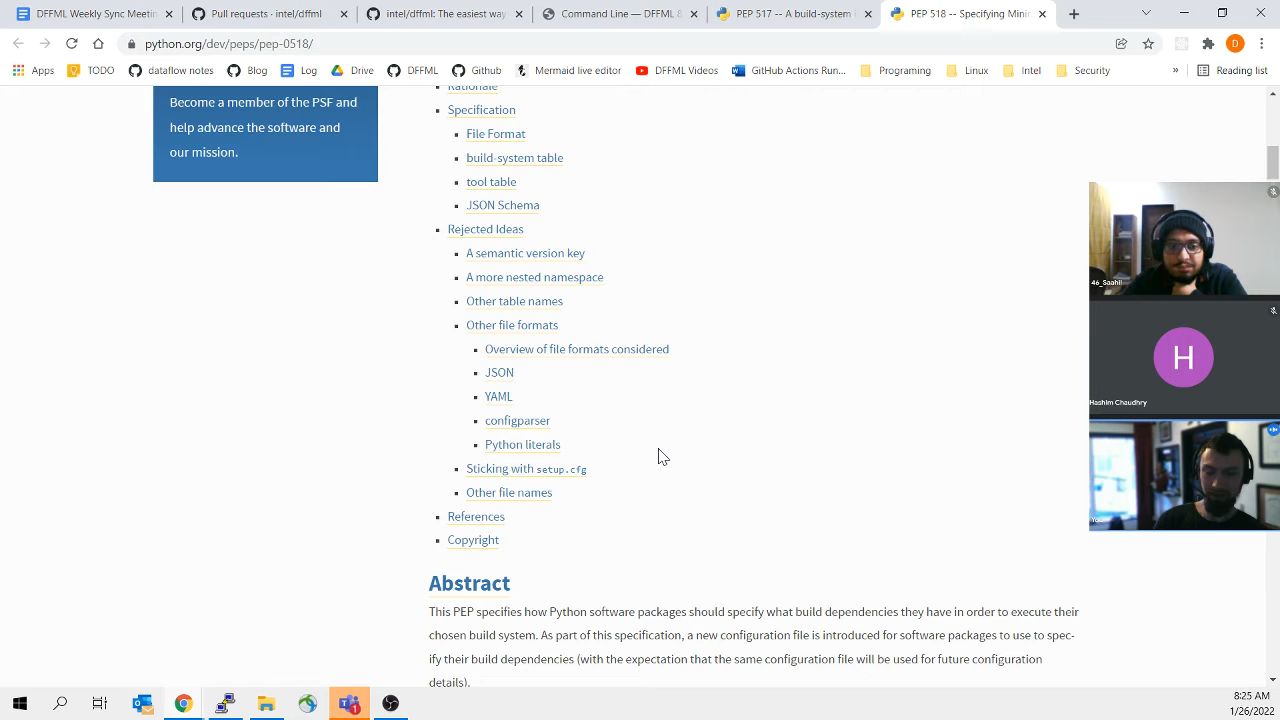 DFFML Weekly Sync Meetin
Pull requests · intel/dffml
intel/dffml: The easiest way
Command Line — DFFML 8
PEP 517 -- A build-system i
PEP 518 -- Specifying Mini
python.org/dev/peps/pep-0518/
D
Apps
TODO
dataflow notes
Blog
Log
Drive
DFFML
Github
Mermaid live editor
DFFML Videos
GitHub Actions Run...
Programing
Linux
Intel
Security
»
Reading list
Become a member of the PSF and
help advance the software and
our mission.
Rationale
Specification
File Format
build-system table
tool table
JSON Schema
Rejected Ideas
A semantic version key
A more nested namespace
Other table names
Other file formats
Overview of file formats considered
JSON
YAML
configparser
Python literals
Sticking with setup.cfg
Other file names
References
Copyright
Abstract
This PEP specifies how Python software packages should specify what build dependencies they have in order to execute their
chosen build system. As part of this specification, a new configuration file is introduced for software packages to use to spec-
ify their build dependencies (with the expectation that the same configuration file will be used for future configuration
details).
46_Saahil
H
Hashim Chaudhry
You
1
8:25 AM
1/26/2022